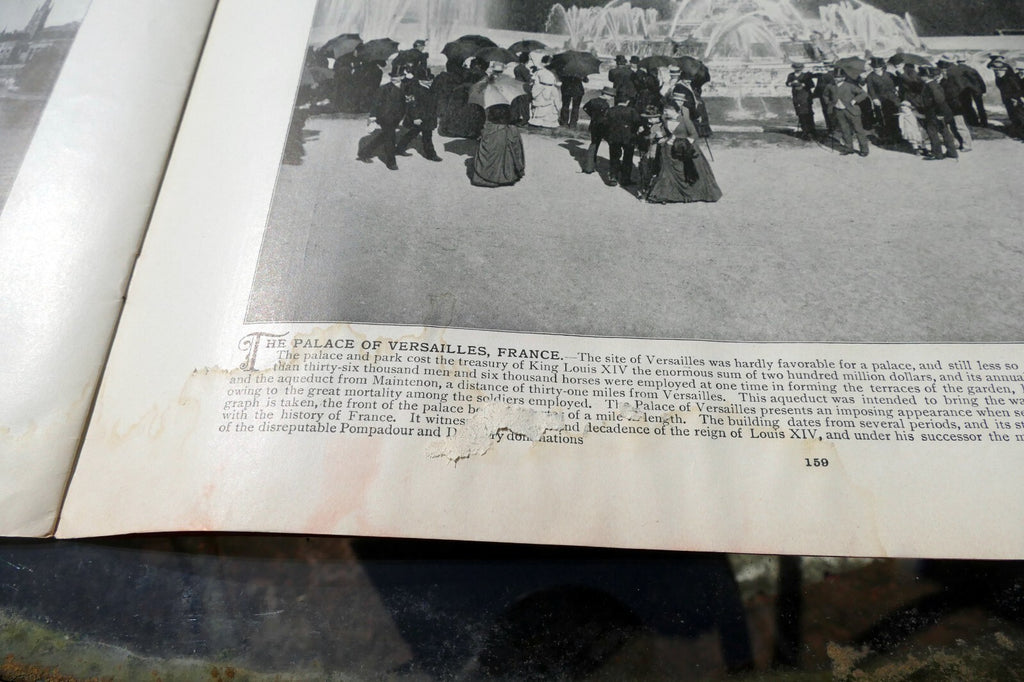 THE PALACE OF VERSAILLES, FRANCE.—The site of Versailles was hardly favorable for a palace, and still less so
The palace and park cost the treasury of King Louis XIV the enormous sum of two hundred million dollars, and its annua
than thirty-six thousand men and six thousand horses were employed at one time in forming the terraces of the garden,
and the aqueduct from Maintenon, a distance of thirty-one miles from Versailles. This aqueduct was intended to bring the wa
owing to the great mortality among the soldiers employed. The Palace of Versailles presents an imposing appearance when se
graph is taken, the front of the palace be of a mile in length. The building dates from several periods, and its st
with the history of France. It witnes and decadence of the reign of Louis XIV, and under his successor the m
of the disreputable Pompadour and D
159